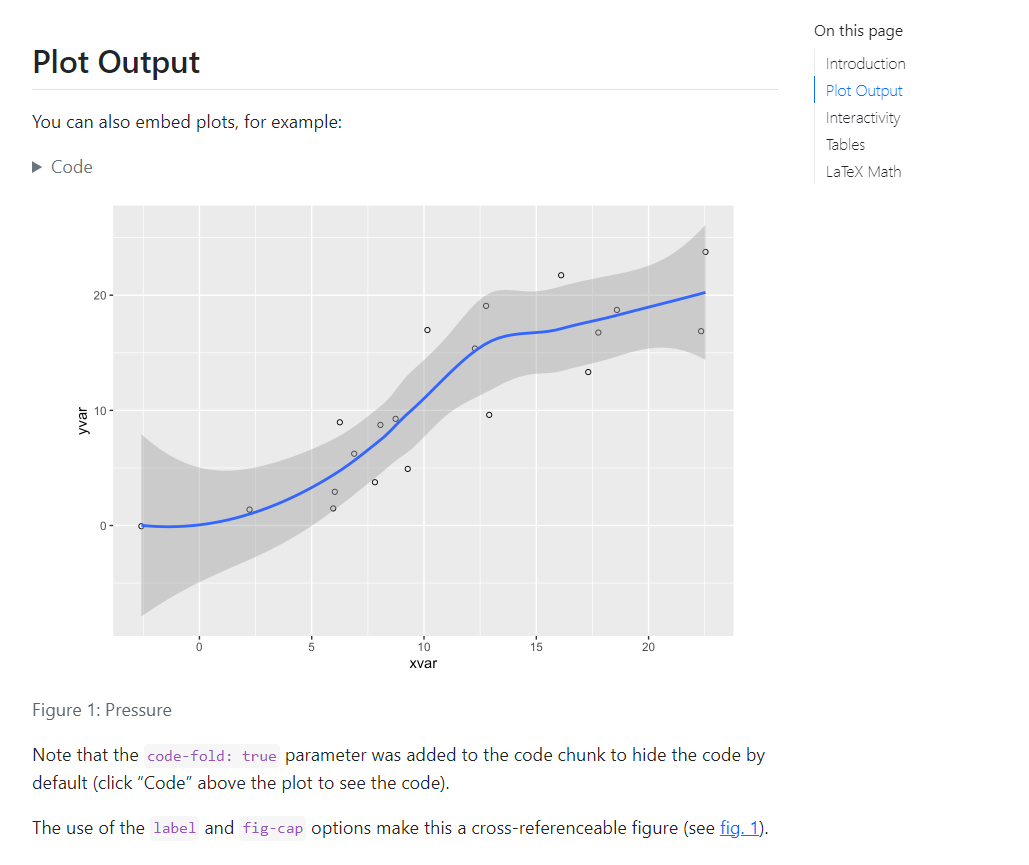 Plot Output
You can also embed plots, for example:
Code
20
10
0
yvar
0 5 10 15 20
xvar
Figure 1: Pressure
Note that the code-fold: true parameter was added to the code chunk to hide the code by
default (click “Code” above the plot to see the code).
The use of the label and fig-cap options make this a cross-referenceable figure (see fig. 1).
On this page
Introduction
Plot Output
Interactivity
Tables
LaTeX Math